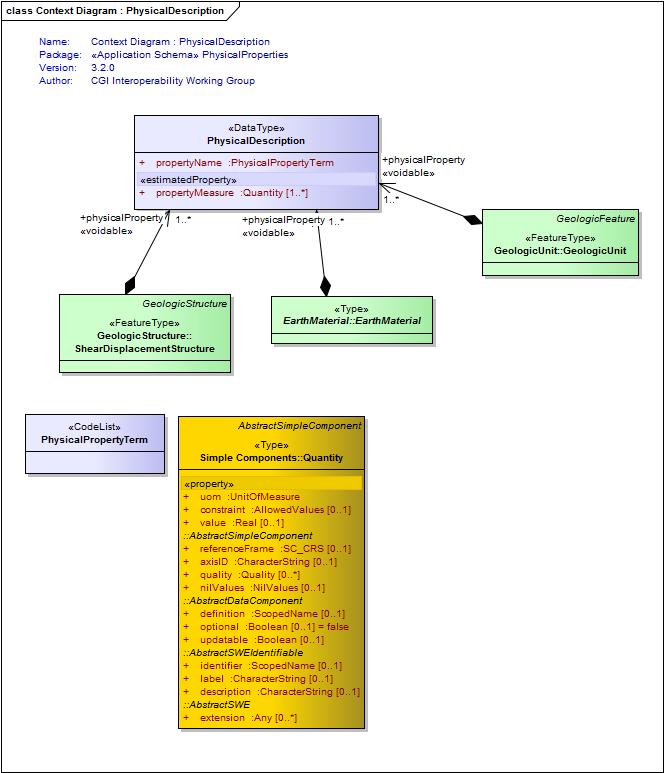 class Context Diagram : PhysicalDescription
Name: Context Diagram : PhysicalDescription
Package: «Application Schema» PhysicalProperties
Version: 3.2.0
Author: CGI Interoperability Working Group
«DataType»
PhysicalDescription
+ propertyName :PhysicalPropertyTerm
«estimatedProperty»
+ propertyMeasure :Quantity [1..*]
+physicalProperty
«voidable»
1..*
+physicalProperty
«voidable»
1..*
+physicalProperty
«voidable»
1..*
GeologicFeature
«FeatureType»
GeologicUnit::GeologicUnit
GeologicStructure
«FeatureType»
GeologicStructure::
ShearDisplacementStructure
«Type»
EarthMaterial::EarthMaterial
«CodeList»
PhysicalPropertyTerm
AbstractSimpleComponent
«Type»
Simple Components::Quantity
«property»
+ uom :UnitOfMeasure
+ constraint :AllowedValues [0..1]
+ value :Real [0..1]
::AbstractSimpleComponent
+ referenceFrame :SC_CRS [0..1]
+ axisID :CharacterString [0..1]
+ quality :Quality [0..*]
+ nilValues :NilValues [0..1]
::AbstractDataComponent
+ definition :ScopedName [0..1]
+ optional :Boolean [0..1] = false
+ updatable :Boolean [0..1]
::AbstractSWEIdentifiable
+ identifier :ScopedName [0..1]
+ label :CharacterString [0..1]
+ description :CharacterString [0..1]
::AbstractSWE
+ extension :Any [0..*]